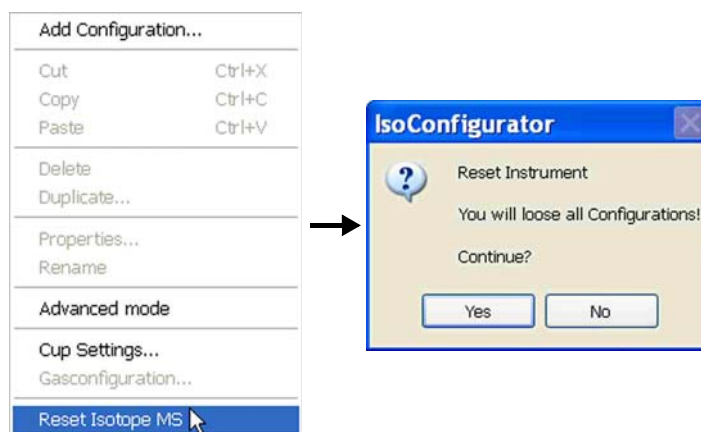 Add Configuration...
Cut Ctrl+X
Copy Ctrl+C
Paste Ctrl+V
Delete
Duplicate...
Properties...
Rename
Advanced mode
Cup Settings...
Gasconfiguration...
Reset Isotope MS
IsoConfigurator
Reset Instrument
You will loose all Configurations!
Continue?
Yes No